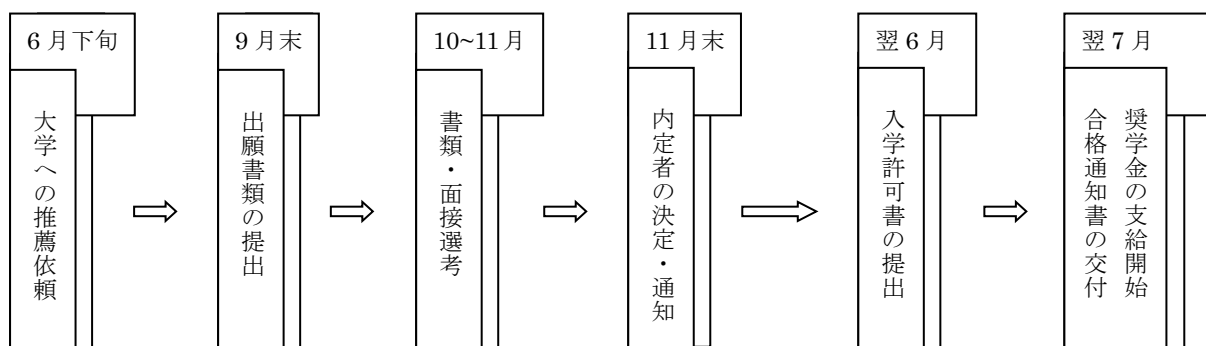 6月下旬
大学への推薦依頼
9月末
出願書類の提出
10~11月
書類・面接選考
11月末
内定者の決定・通知
翌6月
入学許可書の提出
翌7月
奨学金の支給開始
合格通知書の交付